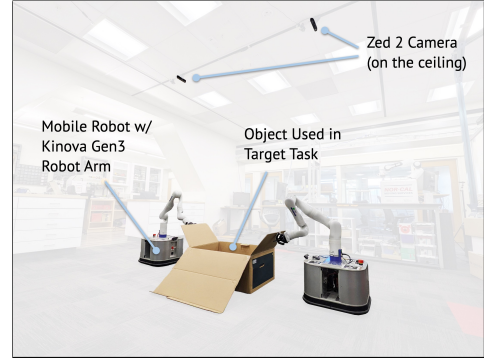 Zed 2 Camera
(on the ceiling)
Mobile Robot w/
Kinova Gen3
Robot Arm
Object Used in
Target Task